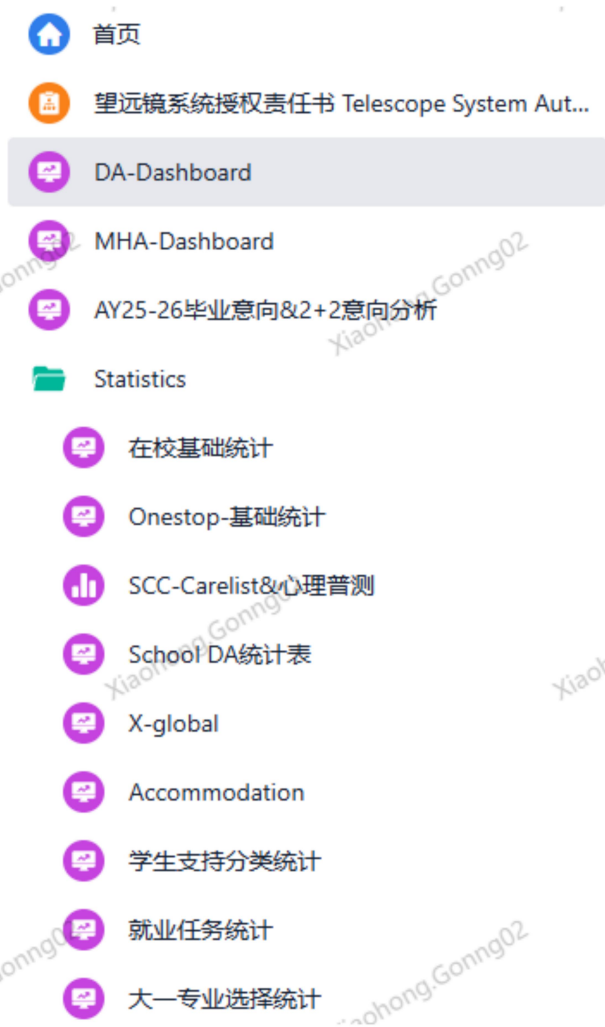 首页
望远镜系统授权责任书 Telescope System Aut...
DA-Dashboard
MHA-Dashboard
AY25-26毕业意向&2+2意向分析
Xiaohong.Gonng02
Statistics
在校基础统计
Onestop-基础统计
SCC-Carelist&心理普测
School DA统计表
X-global
Accommodation
学生支持分类统计
就业任务统计
大一专业选择统计